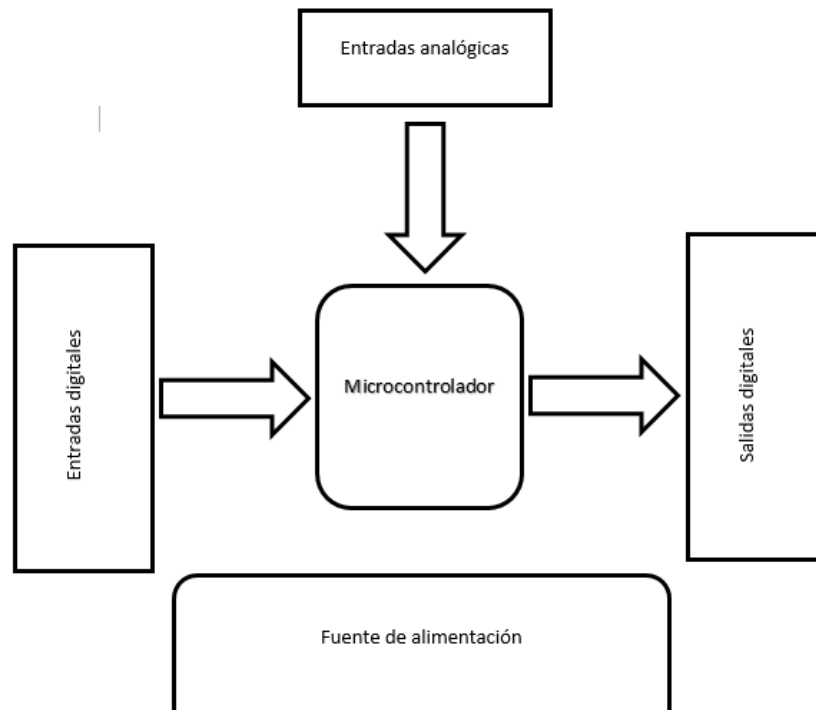 Entradas analógicas
Entradas digitales
Microcontrolador
Salidas digitales
Fuente de alimentación